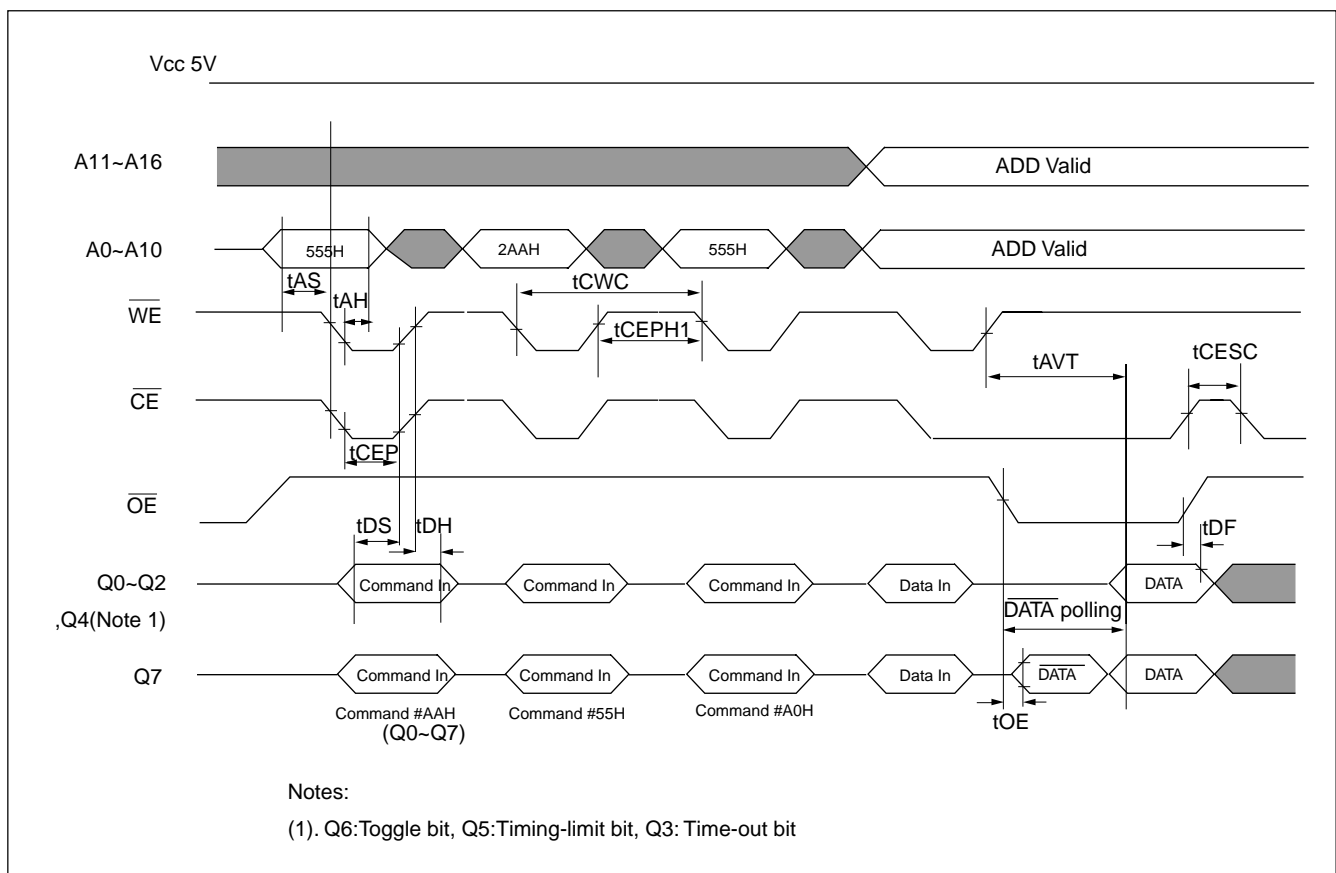 Vcc 5V
A11~A16
ADD Valid
A0~A10
555H
2AAH
555H
ADD Valid
tAS
tAH
tCWC
WE
tCEPH1
tAVT
tCESC
CE
tCEP
OE
tDS
tDH
tDF
Q0~Q2
,Q4(Note 1)
Command In
Command In
Command In
Data In
DATA
DATA polling
Q7
Command In
Command In
Command In
Data In
DATA
DATA
Command #AAH
Command #55H
Command #A0H
(Q0~Q7)
tOE
Notes:
(1). Q6:Toggle bit, Q5:Timing-limit bit, Q3: Time-out bit